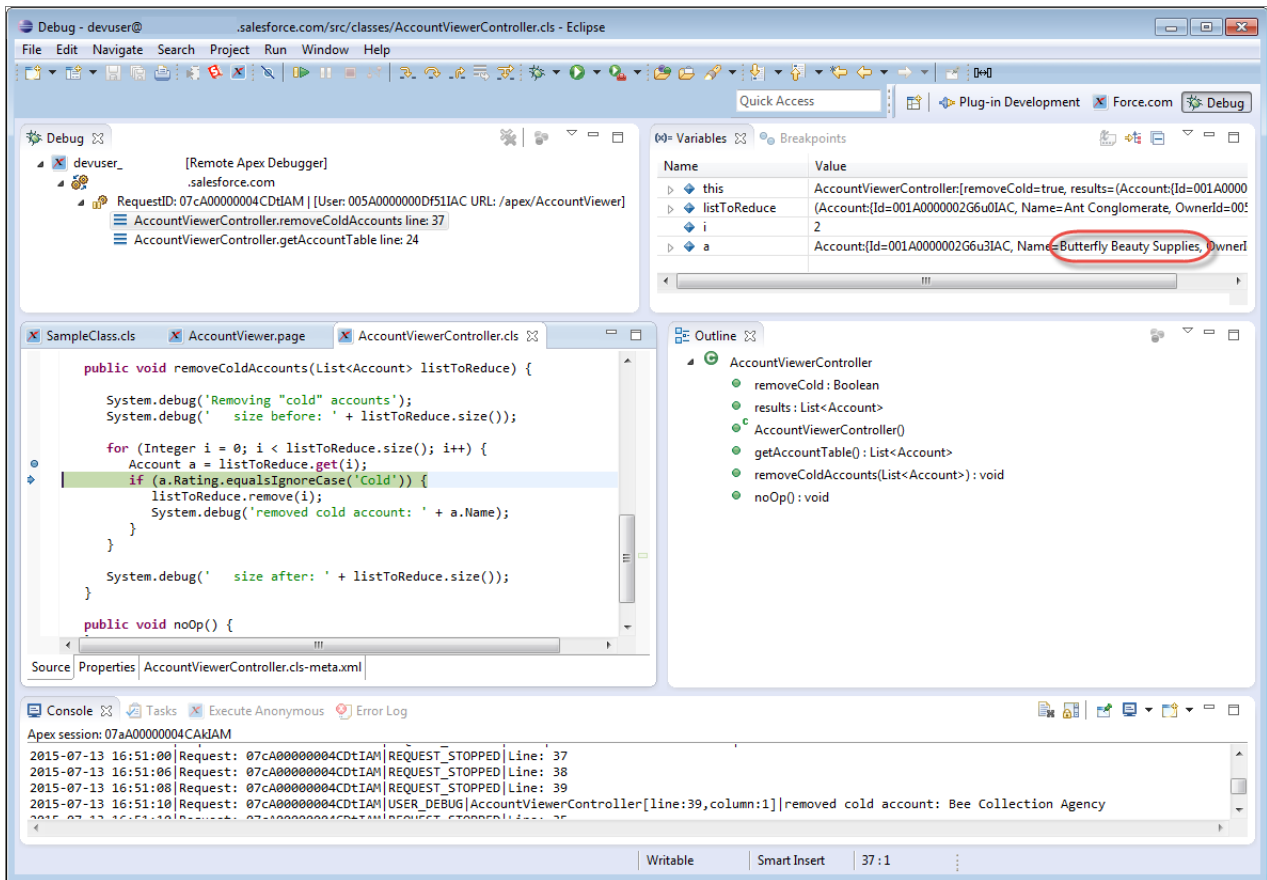 Debug - devuser@ .salesforce.com/src/classes/AccountViewerController.cls - Eclipse
File Edit Navigate Search Project Run Window Help
Quick Access
Plug-in Development Force.com Debug
Debug
devuser_ [Remote Apex Debugger]
.salesforce.com
RequestID: 07cA00000004CDtIAM | [User: 005A0000000Df51IAC URL: /apex/AccountViewer]
AccountViewerController.removeColdAccounts line: 37
AccountViewerController.getAccountTable line: 24
(x)= Variables Breakpoints
Name Value
this AccountViewerController:[removeCold=true, results=(Account:{Id=001A0000
listToReduce (Account:{Id=001A0000002G6u0IAC, Name=Ant Conglomerate, OwnerId=005
i 2
a Account:{Id=001A0000002G6u3IAC, Name=Butterfly Beauty Supplies, OwnerI
SampleClass.cls AccountViewer.page AccountViewerController.cls
public void removeColdAccounts(List<Account> listToReduce) {
System.debug('Removing "cold" accounts');
System.debug('   size before: ' + listToReduce.size());
for (Integer i = 0; i < listToReduce.size(); i++) {
Account a = listToReduce.get(i);
if (a.Rating.equalsIgnoreCase('Cold')) {
listToReduce.remove(i);
System.debug('removed cold account: ' + a.Name);
}
}
System.debug('   size after: ' + listToReduce.size());
}
public void noOp() {
Source Properties AccountViewerController.cls-meta.xml
Outline
AccountViewerController
removeCold : Boolean
results : List<Account>
AccountViewerController()
getAccountTable() : List<Account>
removeColdAccounts(List<Account>) : void
noOp() : void
Console Tasks Execute Anonymous Error Log
Apex session: 07aA00000004CAkIAM
2015-07-13 16:51:00|Request: 07cA00000004CDtIAM|REQUEST_STOPPED|Line: 37
2015-07-13 16:51:06|Request: 07cA00000004CDtIAM|REQUEST_STOPPED|Line: 38
2015-07-13 16:51:08|Request: 07cA00000004CDtIAM|REQUEST_STOPPED|Line: 39
2015-07-13 16:51:10|Request: 07cA00000004CDtIAM|USER_DEBUG|AccountViewerController[line:39,column:1]|removed cold account: Bee Collection Agency
Writable Smart Insert 37 : 1